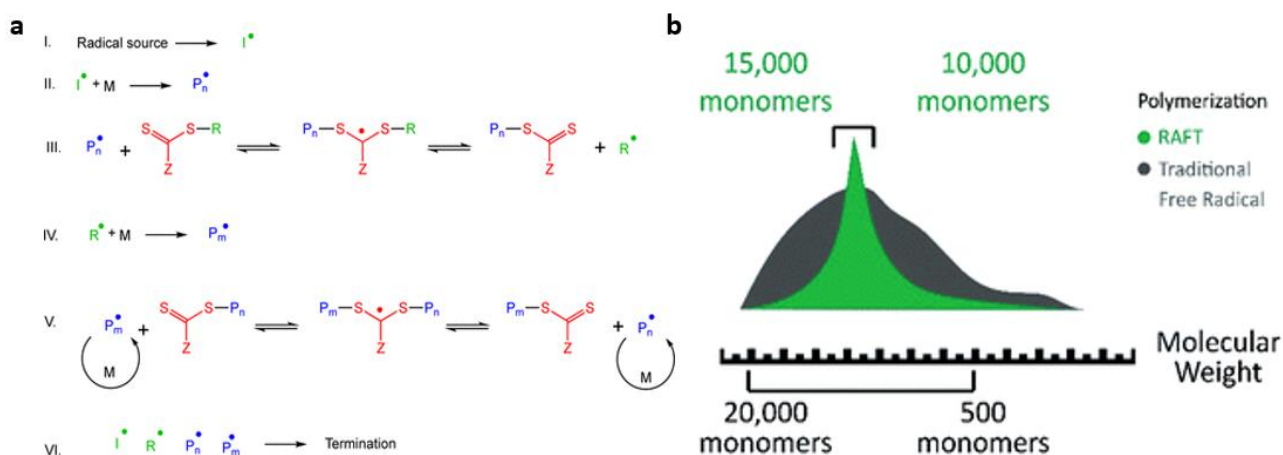 a
I. Radical source I•
II. I• + M Pn•
III. Pn• + S S–R Z Pn–S S–R Z Pn–S S Z + R•
IV. R• + M Pm•
V. Pm• + S S–Pn Z Pm–S S–Pn Z Pm–S S Z + Pn•
M M
VI. I• R• Pn• Pm• Termination
b
15,000 monomers
10,000 monomers
Polymerization
RAFT
Traditional
Free Radical
Molecular
Weight
20,000 monomers
500 monomers